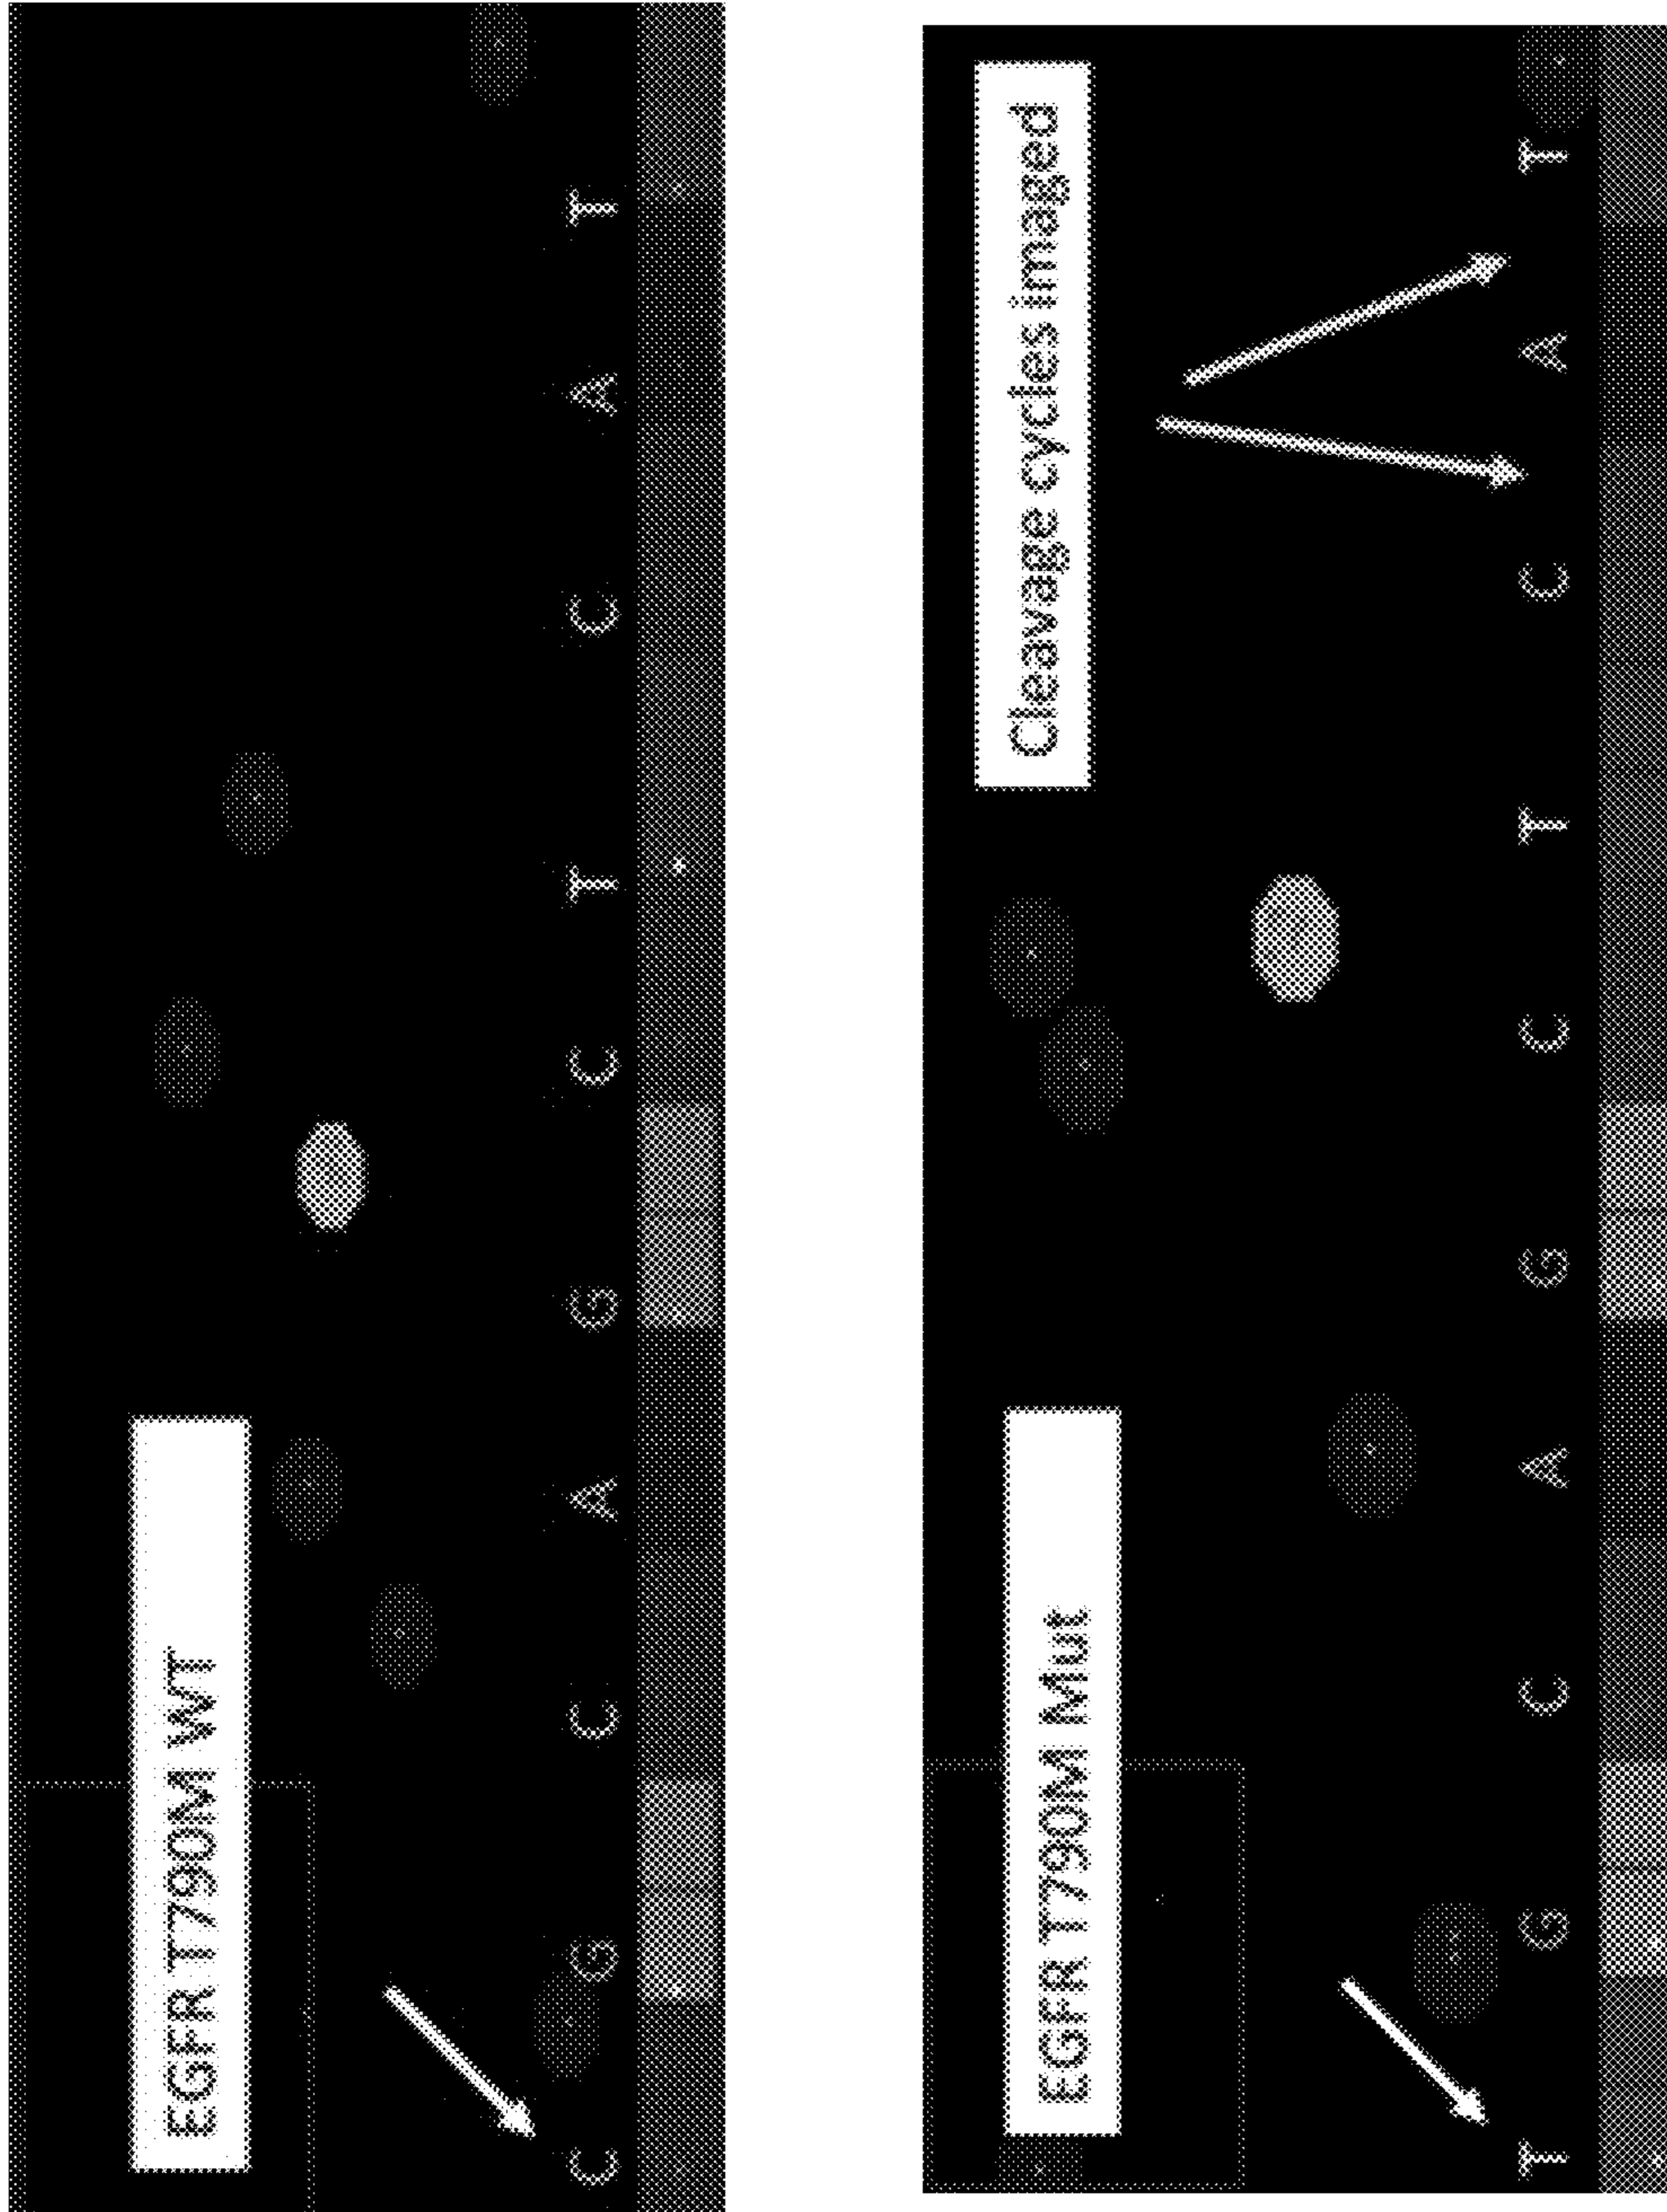 EGFR T790M WT
C G C A G C T C A T
EGFR T790M Mut
Cleavage cycles imaged
T G C A G C T C A T